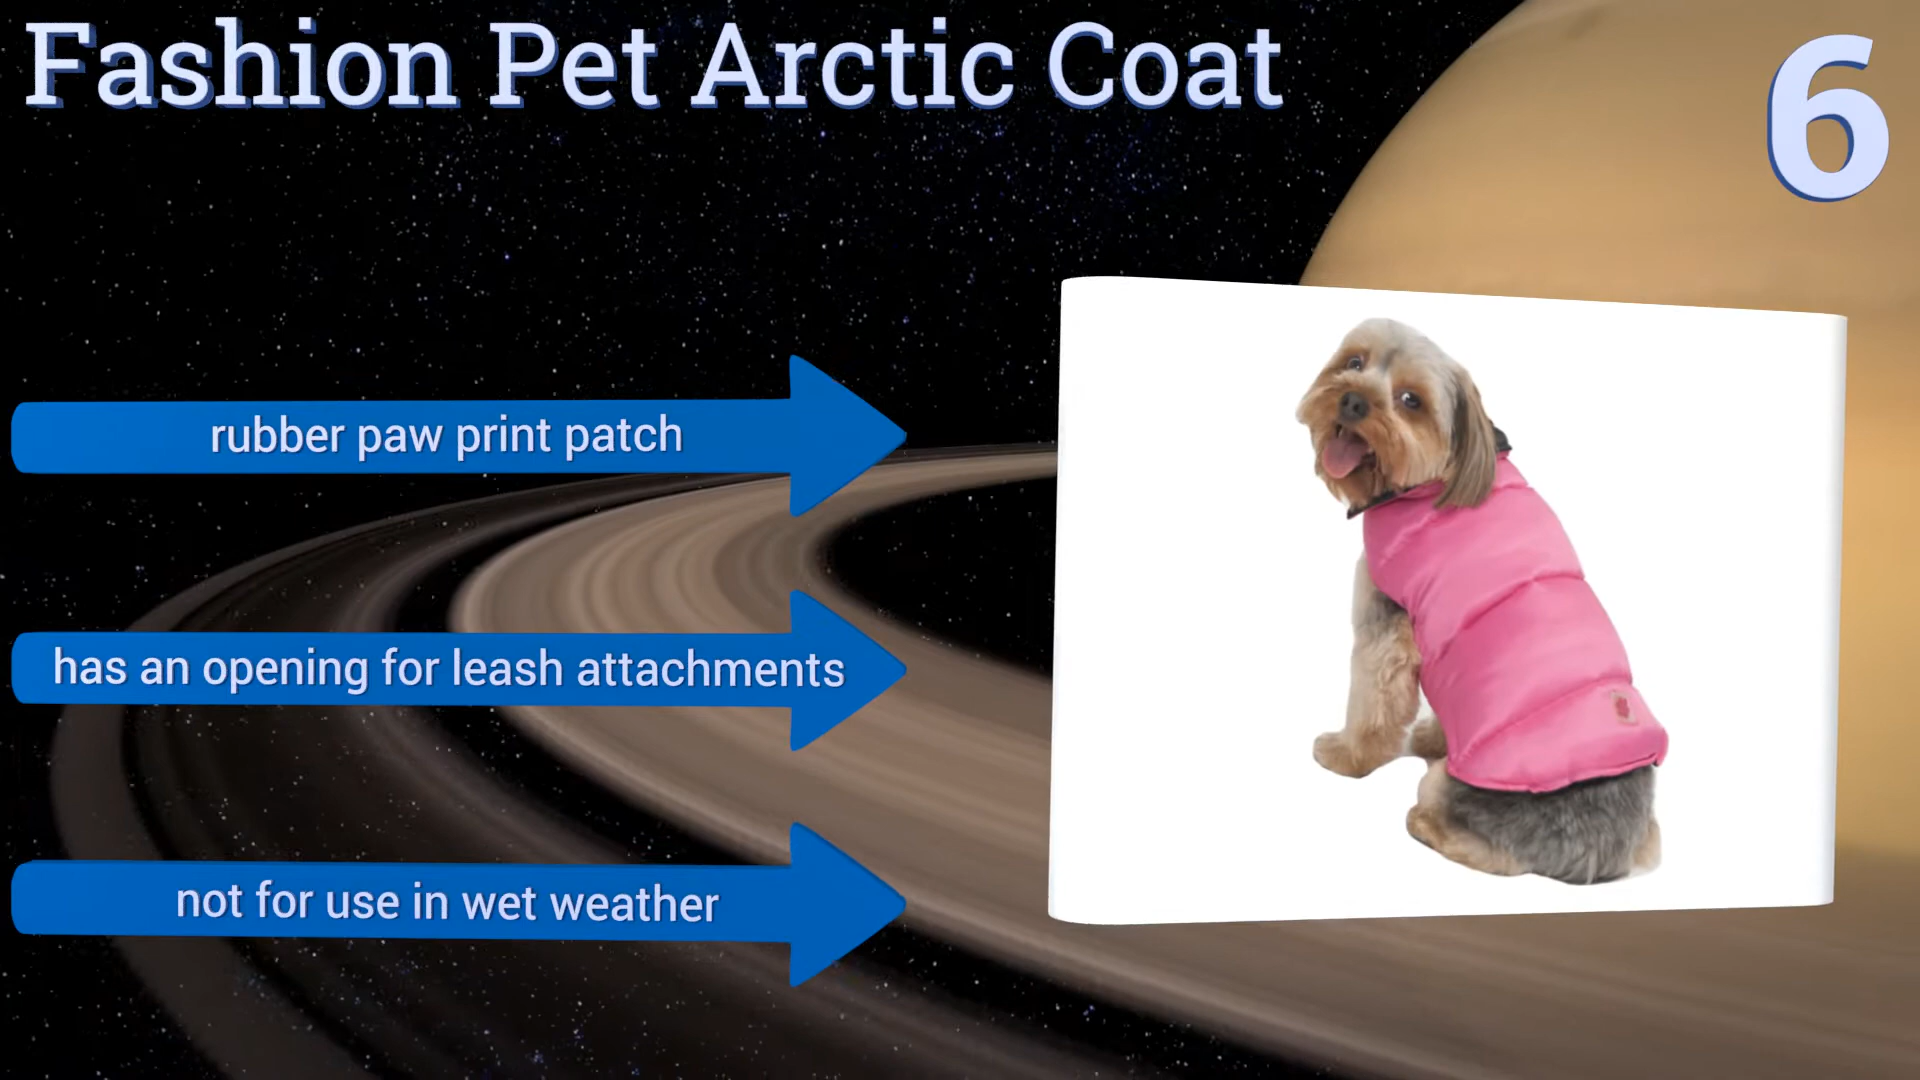 Fashion Pet Arctic Coat
6
rubber paw print patch
has an opening for leash attachments
not for use in wet weather